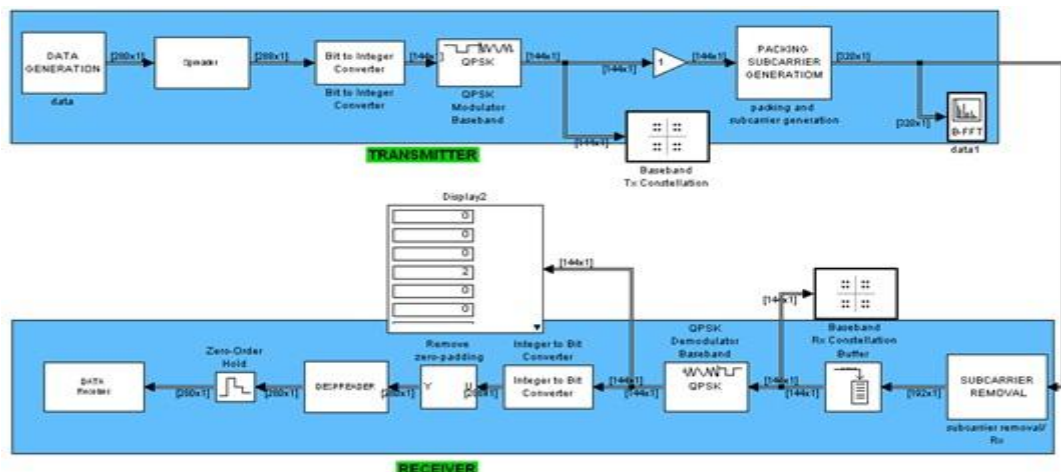 DATA
GENERATION
data
[280x1]
Spreader
[288x1]
Bit to Integer
Converter
Bit to Integer
Converter
[144x1]
QPSK
QPSK
Modulator
Baseband
[144x1]
[144x1]
1
[144x1]
PACKING
SUBCARRIER
GENERATIOM
packing and
subcarrier generation
[320x1]
[320x1]
B-FFT
data1
[144x1]
Baseband
Tx Constellation
TRANSMITTER
Display2
0
0
0
2
0
0
[144x1]
[144x1]
Baseband
Rx Constellation
Buffer
QPSK
Demodulator
Baseband
QPSK
Integer to Bit
Converter
Integer to Bit
Converter
Remove
zero-padding
Y
U
Zero-Order
Hold
DATA
[280x1]
[280x1]
DESPREADER
[144x1]
[144x1]
[144x1]
[144x1]
[192x1]
SUBCARRIER
REMOVAL
subcarrier removal/
Rx
RECEIVER